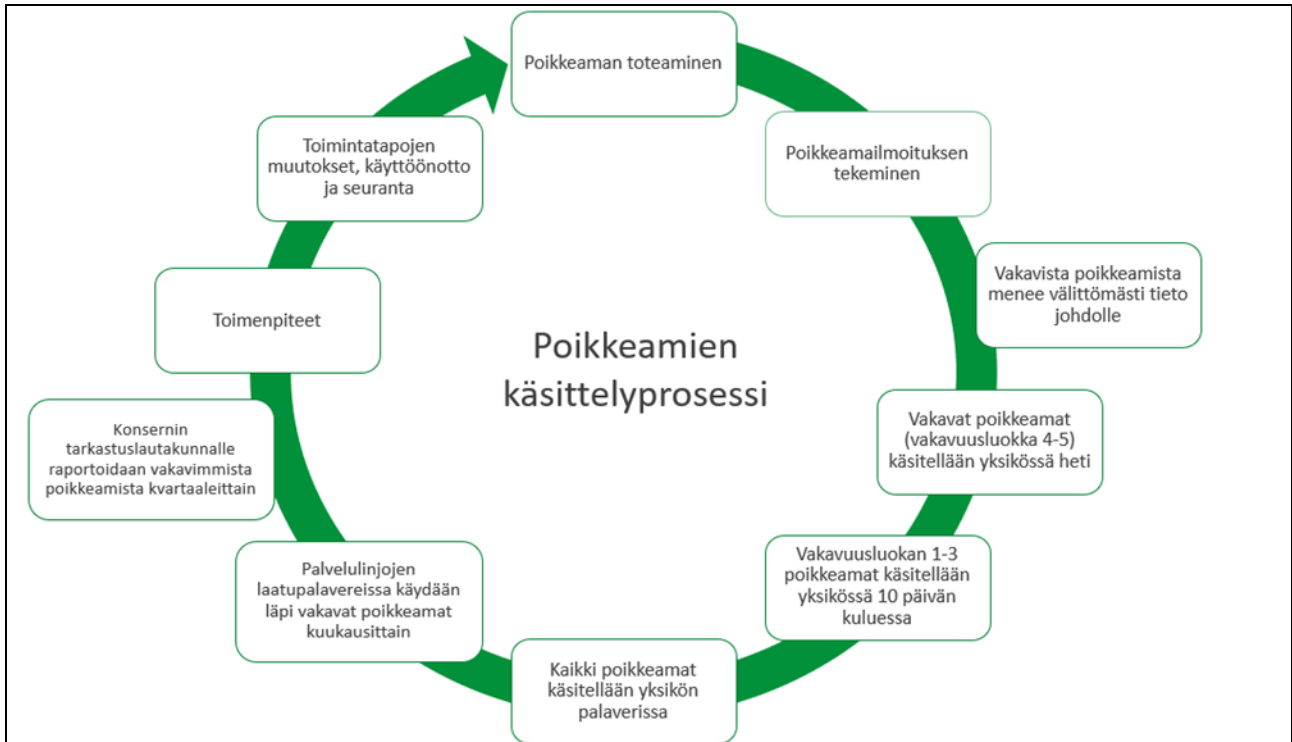 Poikkeaman toteaminen
Poikkeamailmoituksen
tekeminen
Vakavista poikkeamista
menee välittömästi tieto
johdolle
Vakavat poikkeamat
(vakavuusluokka 4-5)
käsitellään yksikössä heti
Vakavuusluokan 1-3
poikkeamat käsitellään
yksikössä 10 päivän
kuluessa
Kaikki poikkeamat
käsitellään yksikön
palaverissa
Palvelulinjojen
laatupalavereissa käydään
läpi vakavat poikkeamat
kuukausittain
Konsernin
tarkastuslautakunnalle
raportoidaan vakavimmista
poikkeamista kvartaaleittain
Toimenpiteet
Toimintatapojen
muutokset, käyttöönotto
ja seuranta
Poikkeamien
käsittelyprosessi